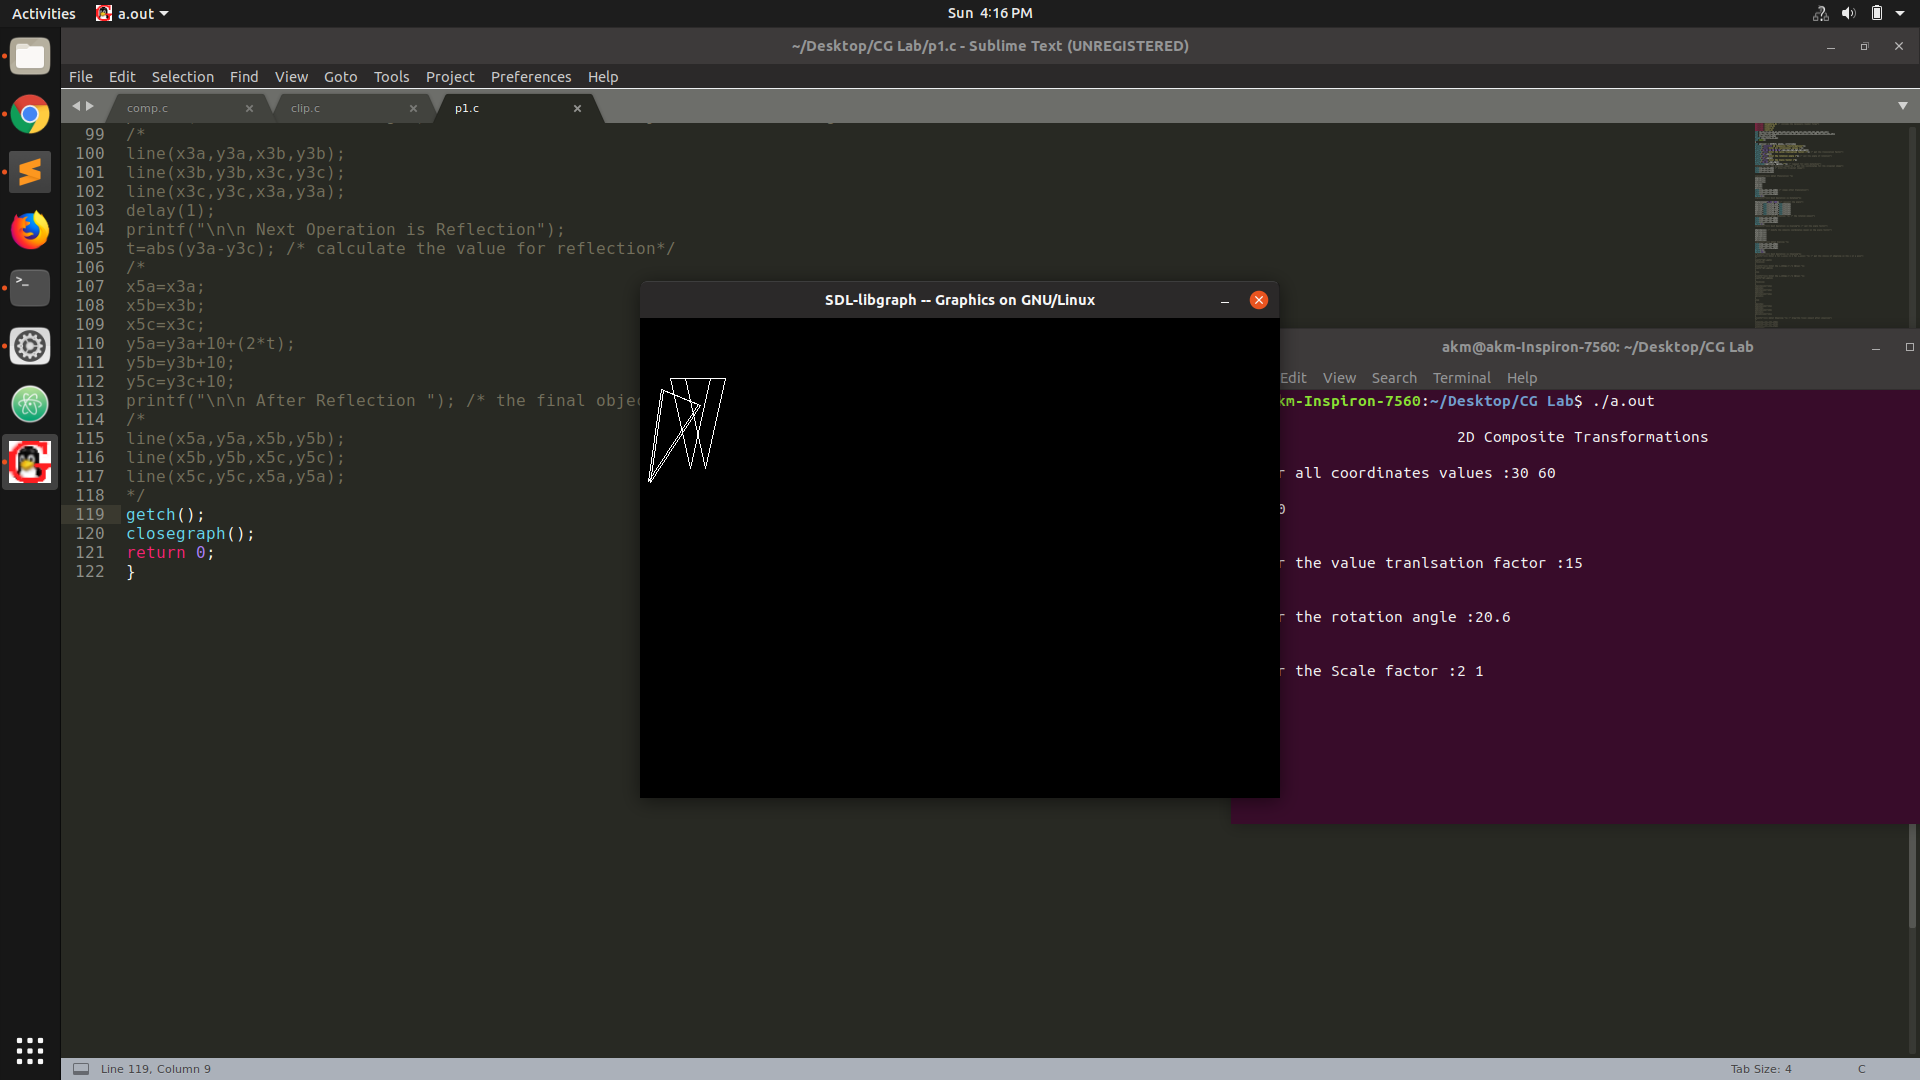 Activities a.out Sun 4:16 PM
~/Desktop/CG Lab/p1.c - Sublime Text (UNREGISTERED)
File Edit Selection Find View Goto Tools Project Preferences Help
comp.c clip.c p1.c
99 /*
100 line(x3a,y3a,x3b,y3b);
101 line(x3b,y3b,x3c,y3c);
102 line(x3c,y3c,x3a,y3a);
103 delay(1);
104 printf("\n\n Next Operation is Reflection");
105 t=abs(y3a-y3c); /* calculate the value for reflection*/
106 /*
107 x5a=x3a;
108 x5b=x3b;
109 x5c=x3c;
110 y5a=y3a+10+(2*t);
111 y5b=y3b+10;
112 y5c=y3c+10;
113 printf("\n\n After Reflection "); /* the final objec
114 /*
115 line(x5a,y5a,x5b,y5b);
116 line(x5b,y5b,x5c,y5c);
117 line(x5c,y5c,x5a,y5a);
118 */
119 getch();
120 closegraph();
121 return 0;
122 }
SDL-libgraph -- Graphics on GNU/Linux
akm@akm-Inspiron-7560: ~/Desktop/CG Lab
Edit View Search Terminal Help
km-Inspiron-7560:~/Desktop/CG Lab$ ./a.out
2D Composite Transformations
r all coordinates values :30 60
0
r the value tranlsation factor :15
r the rotation angle :20.6
r the Scale factor :2 1
Line 119, Column 9 Tab Size: 4 C